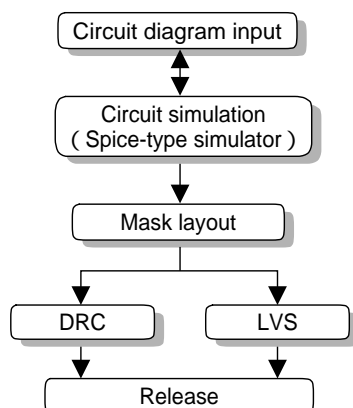 Circuit diagram input
Circuit simulation
( Spice-type simulator )
Mask layout
DRC
LVS
Release